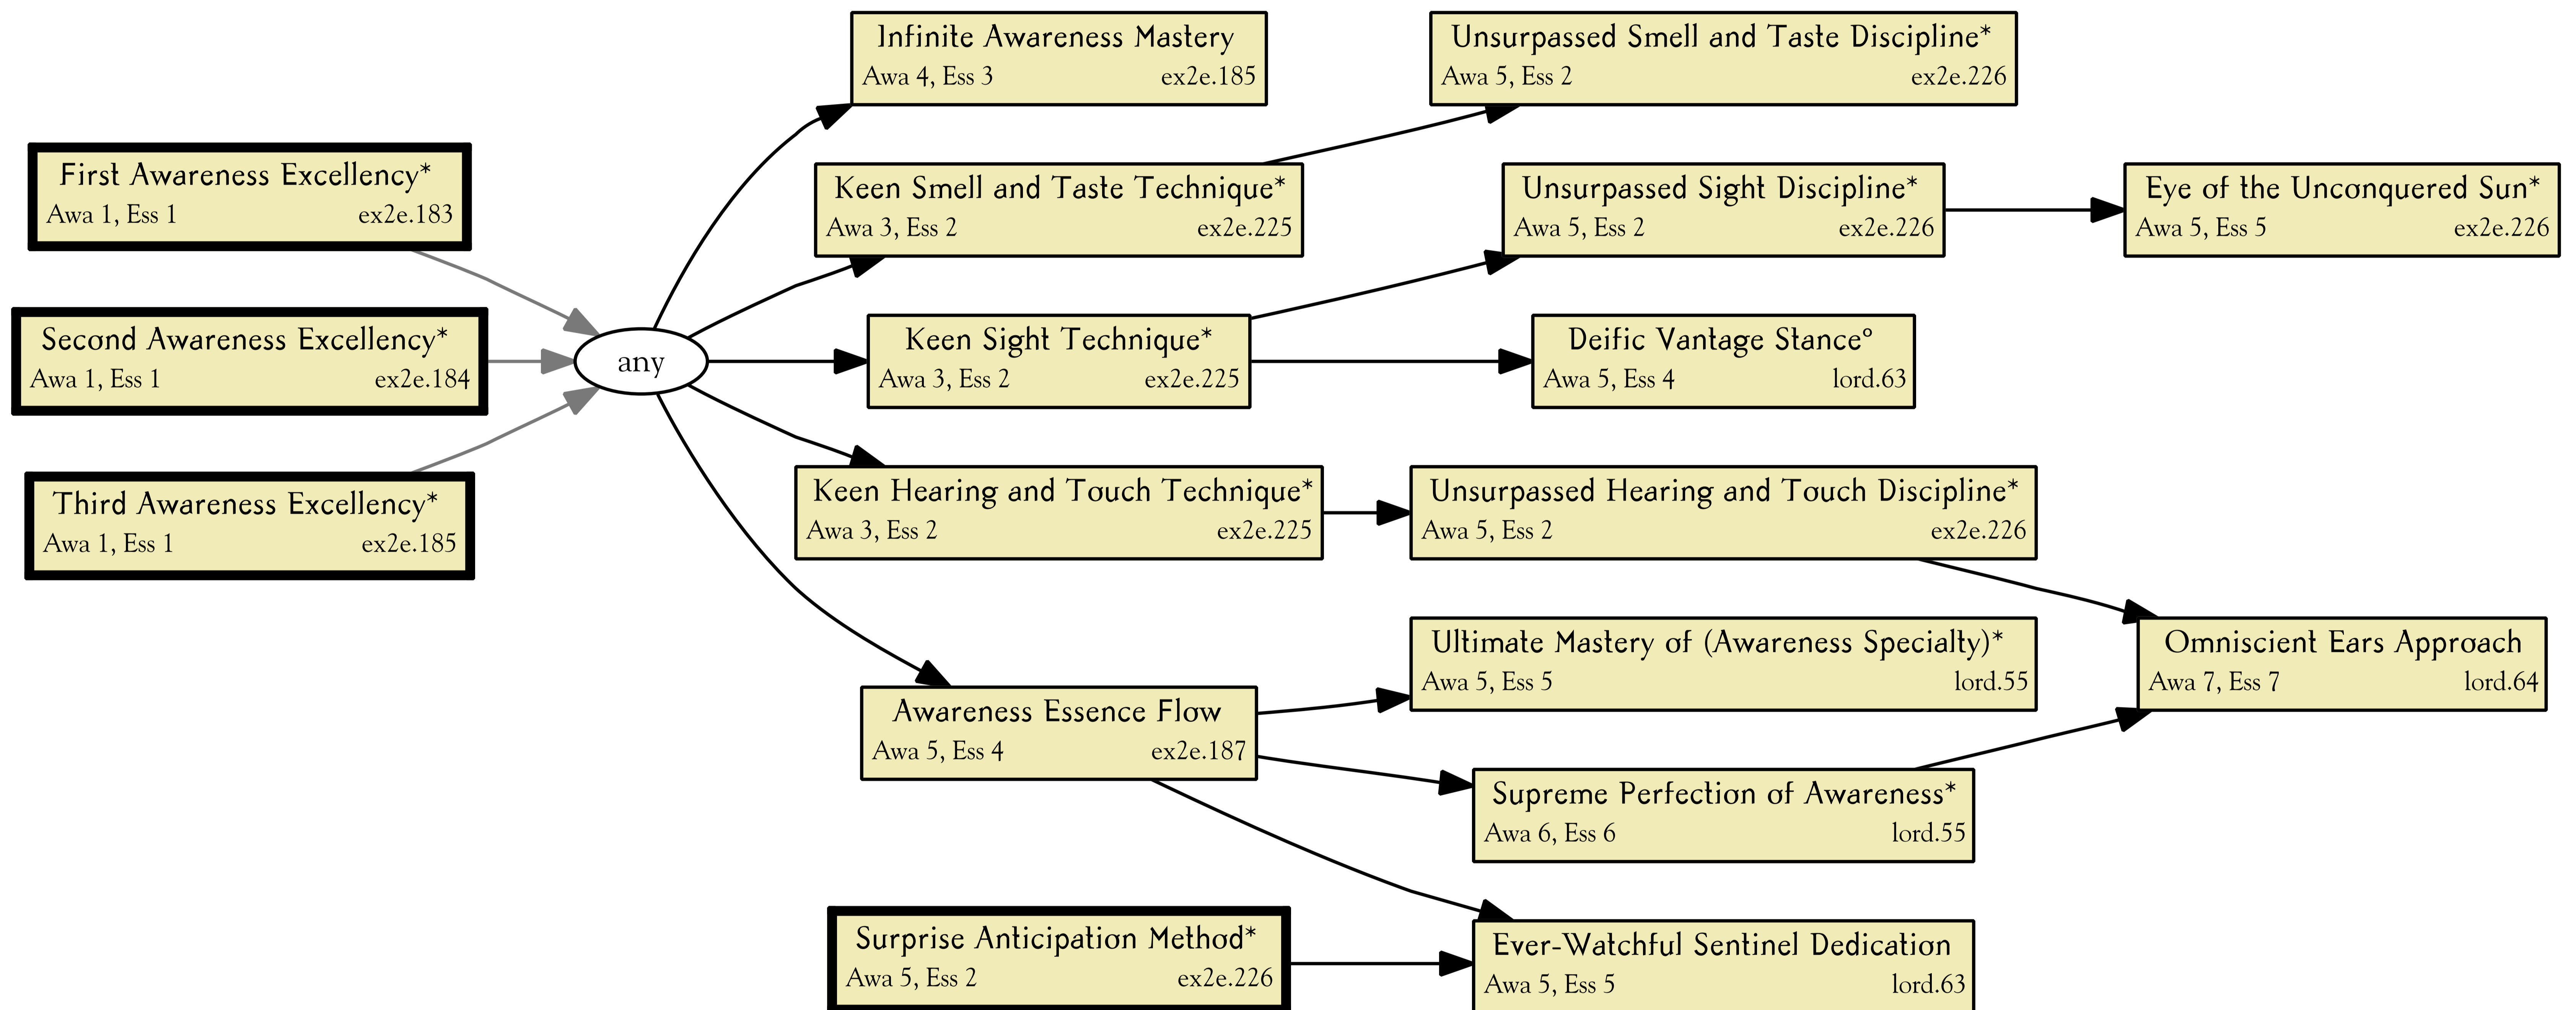 Infinite Awareness Mastery
Awa 4, Ess 3 ex2e.185
Unsurpassed Smell and Taste Discipline*
Awa 5, Ess 2 ex2e.226
First Awareness Excellency*
Awa 1, Ess 1 ex2e.183
Keen Smell and Taste Technique*
Awa 3, Ess 2 ex2e.225
Unsurpassed Sight Discipline*
Awa 5, Ess 2 ex2e.226
Eye of the Unconquered Sun*
Awa 5, Ess 5 ex2e.226
Second Awareness Excellency*
Awa 1, Ess 1 ex2e.184
any
Keen Sight Technique*
Awa 3, Ess 2 ex2e.225
Deific Vantage Stance°
Awa 5, Ess 4 lord.63
Third Awareness Excellency*
Awa 1, Ess 1 ex2e.185
Keen Hearing and Touch Technique*
Awa 3, Ess 2 ex2e.225
Unsurpassed Hearing and Touch Discipline*
Awa 5, Ess 2 ex2e.226
Ultimate Mastery of (Awareness Specialty)*
Awa 5, Ess 5 lord.55
Omniscient Ears Approach
Awa 7, Ess 7 lord.64
Awareness Essence Flow
Awa 5, Ess 4 ex2e.187
Supreme Perfection of Awareness*
Awa 6, Ess 6 lord.55
Surprise Anticipation Method*
Awa 5, Ess 2 ex2e.226
Ever-Watchful Sentinel Dedication
Awa 5, Ess 5 lord.63